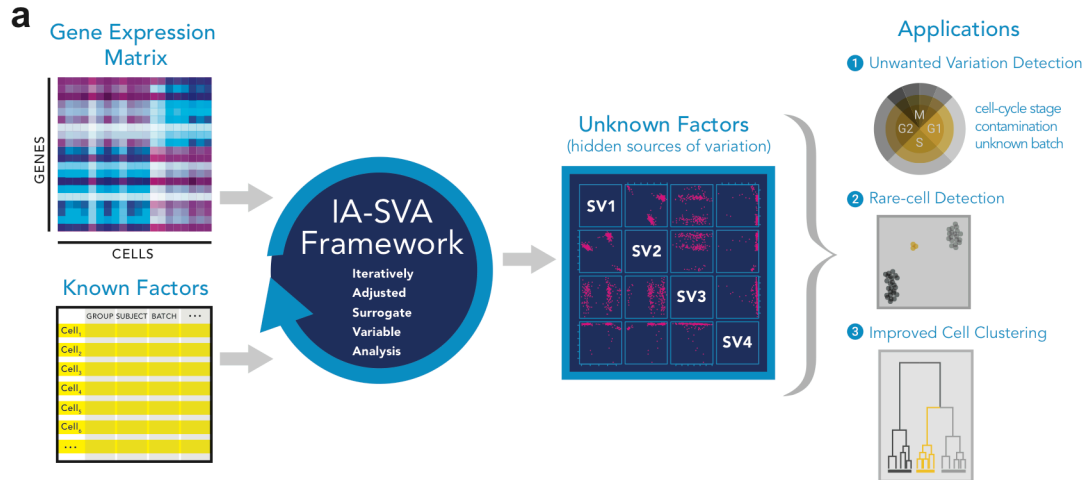 a
Gene Expression
Matrix
GENES
CELLS
Known Factors
GROUP SUBJECT BATCH ...
Cell1
Cell2
Cell3
Cell4
Cell5
Cell6
...
IA-SVA
Framework
Iteratively
Adjusted
Surrogate
Variable
Analysis
Unknown Factors
(hidden sources of variation)
SV1
SV2
SV3
SV4
Applications
1 Unwanted Variation Detection
M
G2 G1
S
cell-cycle stage
contamination
unknown batch
2 Rare-cell Detection
3 Improved Cell Clustering